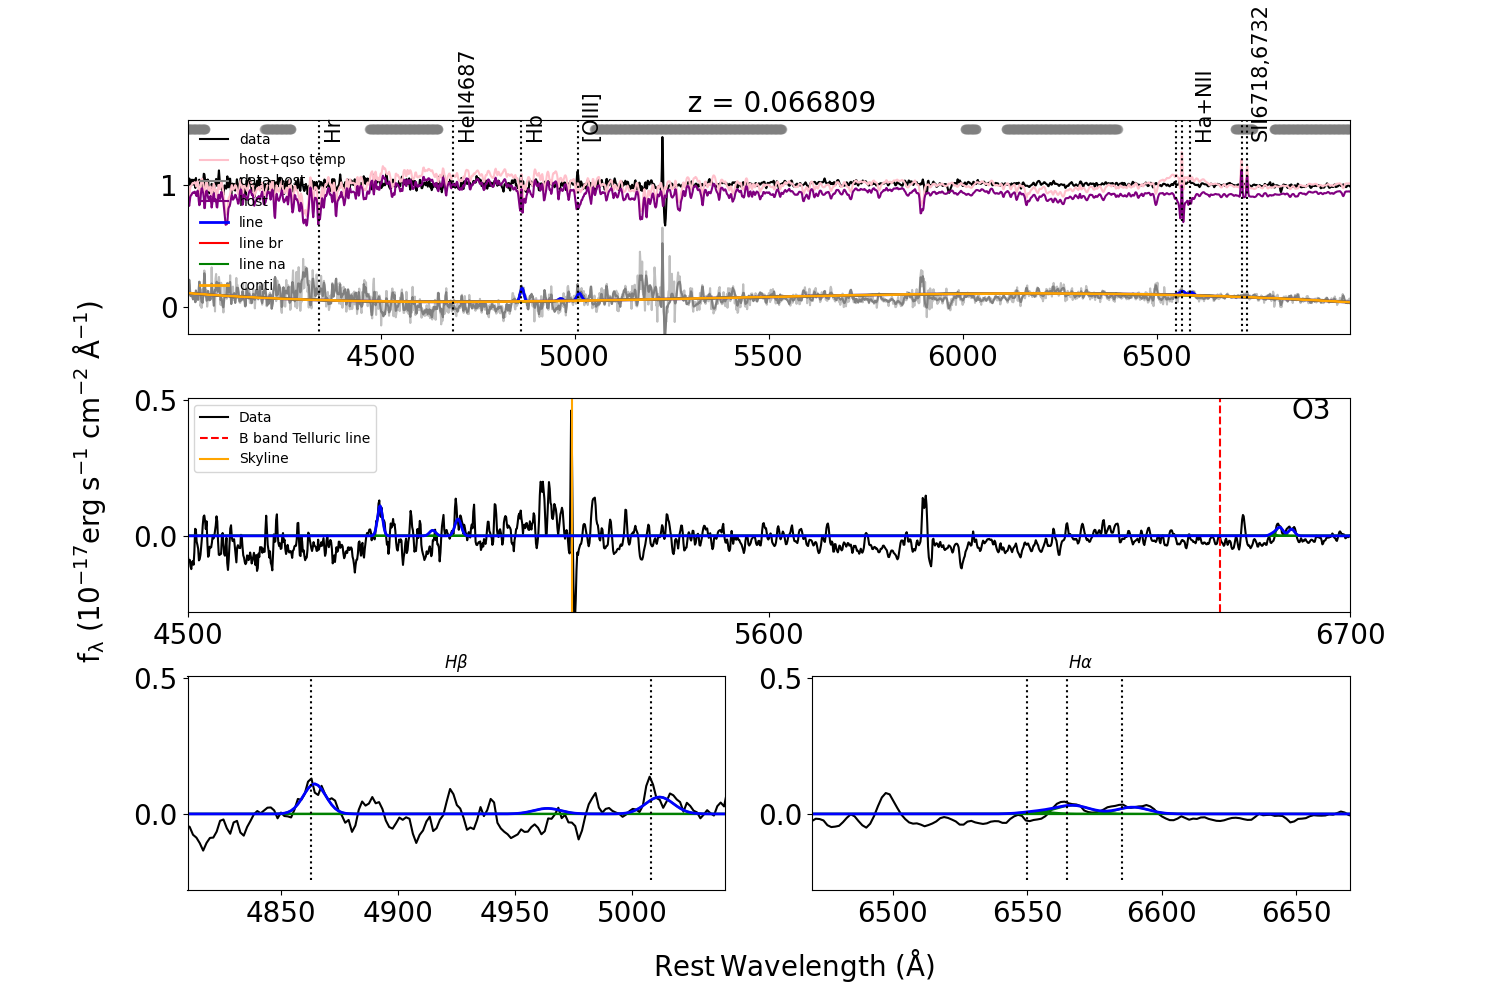 z = 0.066809
Hr
HeII4687
Hb
[OIII]
Ha+NII
SII6718,6732
data
host+qso temp
data-host
host
line
line br
line na
conti
1
0
4500
5000
5500
6000
6500
f_λ (10^−17 erg s^−1 cm^−2 Å^−1)
O3
Data
B band Telluric line
Skyline
0.5
0.0
4500
5600
6700
Hβ
0.5
0.0
4850
4900
4950
5000
Hα
0.5
0.0
6500
6550
6600
6650
Rest Wavelength (Å)